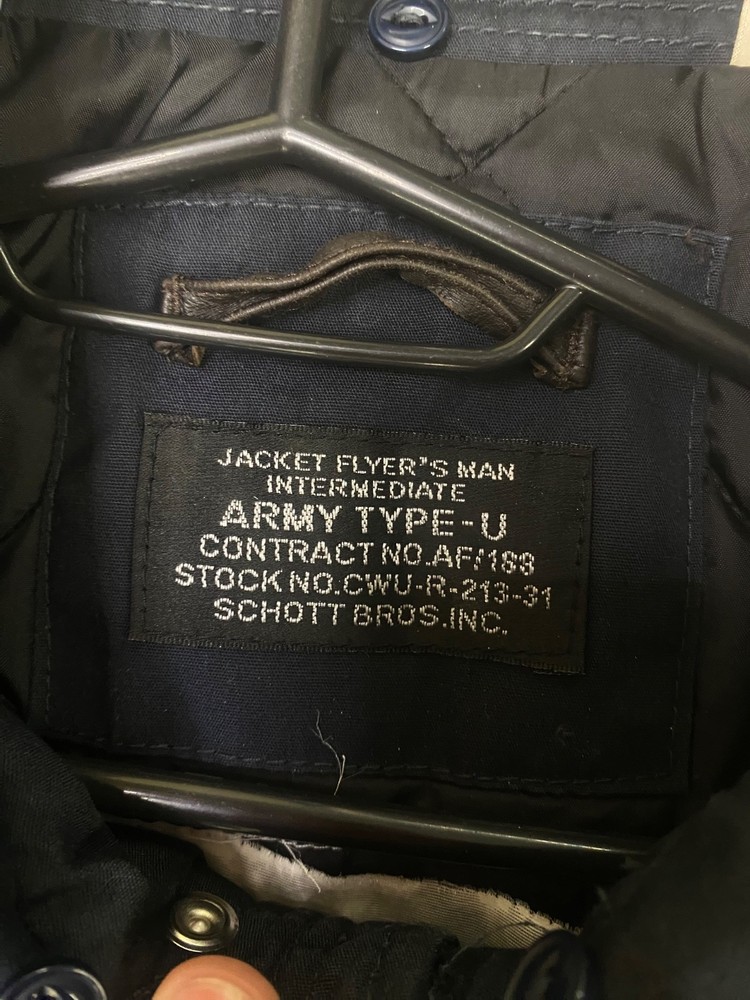 JACKET FLYER"S MAN
INTERMEDIATE
ARMY TYPE-U
CONTRACT NO.AF/188
STOCK NO.CWU-R-213-31
SCHOTT BROS.INC.